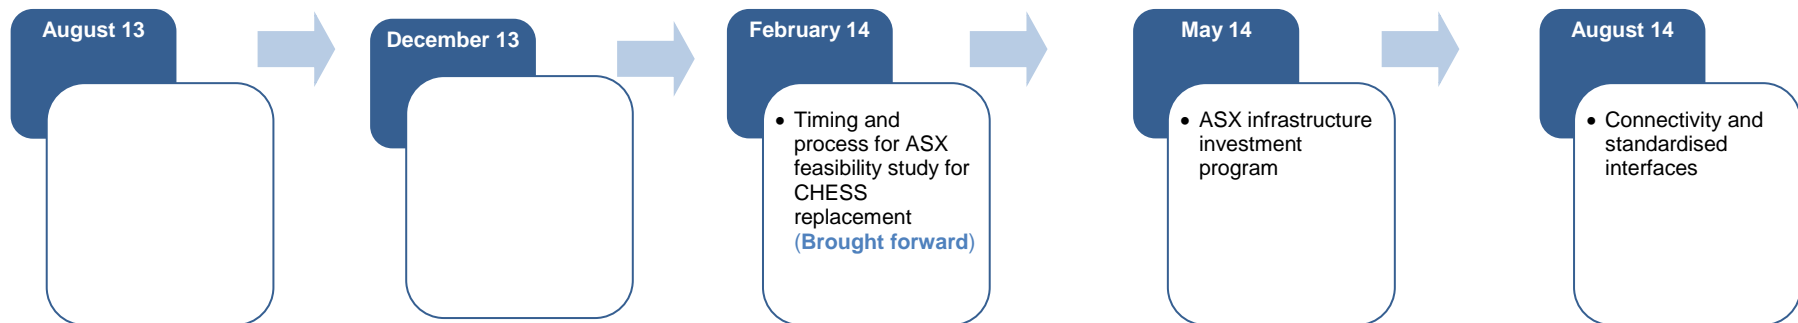 August 13
December 13
February 14
• Timing and
process for ASX
feasibility study for
CHESS
replacement
(Brought forward)
May 14
• ASX infrastructure
investment
program
August 14
• Connectivity and
standardised
interfaces